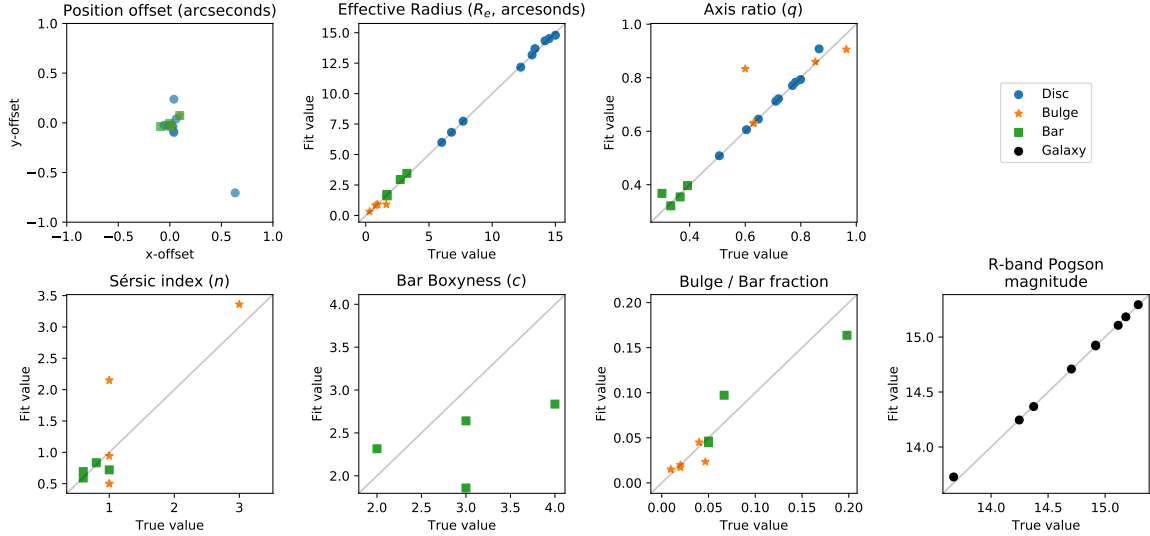 Position offset (arcseconds)
1.0
0.5
0.0
−0.5
−1.0
−1.0
−0.5
0.0
0.5
1.0
y-offset
x-offset
Effective Radius (Re, arcesonds)
15.0
12.5
10.0
7.5
5.0
2.5
0.0
0
5
10
15
Fit value
True value
Axis ratio (q)
1.0
0.8
0.6
0.4
0.4
0.6
0.8
1.0
Fit value
True value
Disc
Bulge
Bar
Galaxy
Sérsic index (n)
3.5
3.0
2.5
2.0
1.5
1.0
0.5
1
2
3
Fit value
True value
Bar Boxyness (c)
4.0
3.5
3.0
2.5
2.0
2.0
2.5
3.0
3.5
4.0
Fit value
True value
Bulge / Bar fraction
0.20
0.15
0.10
0.05
0.00
0.00
0.05
0.10
0.15
0.20
Fit value
True value
R-band Pogson
magnitude
15.0
14.5
14.0
14.0
14.5
15.0
Fit value
True value